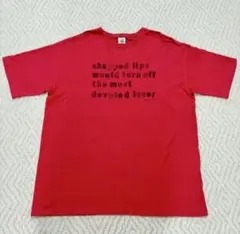 chapped lips
would turn off
the most
devoted lover